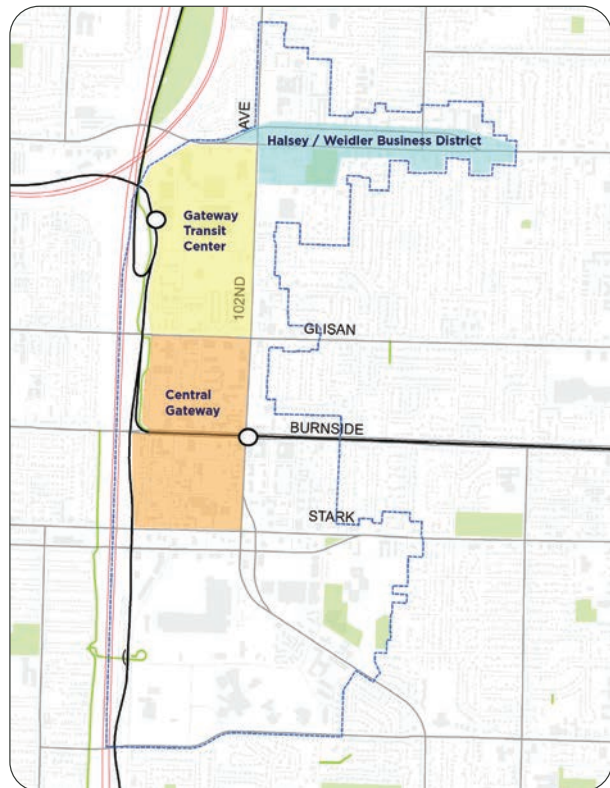 AVE
Halsey / Weidler Business District
Gateway
Transit
Center
102ND
GLISAN
Central
Gateway
BURNSIDE
STARK